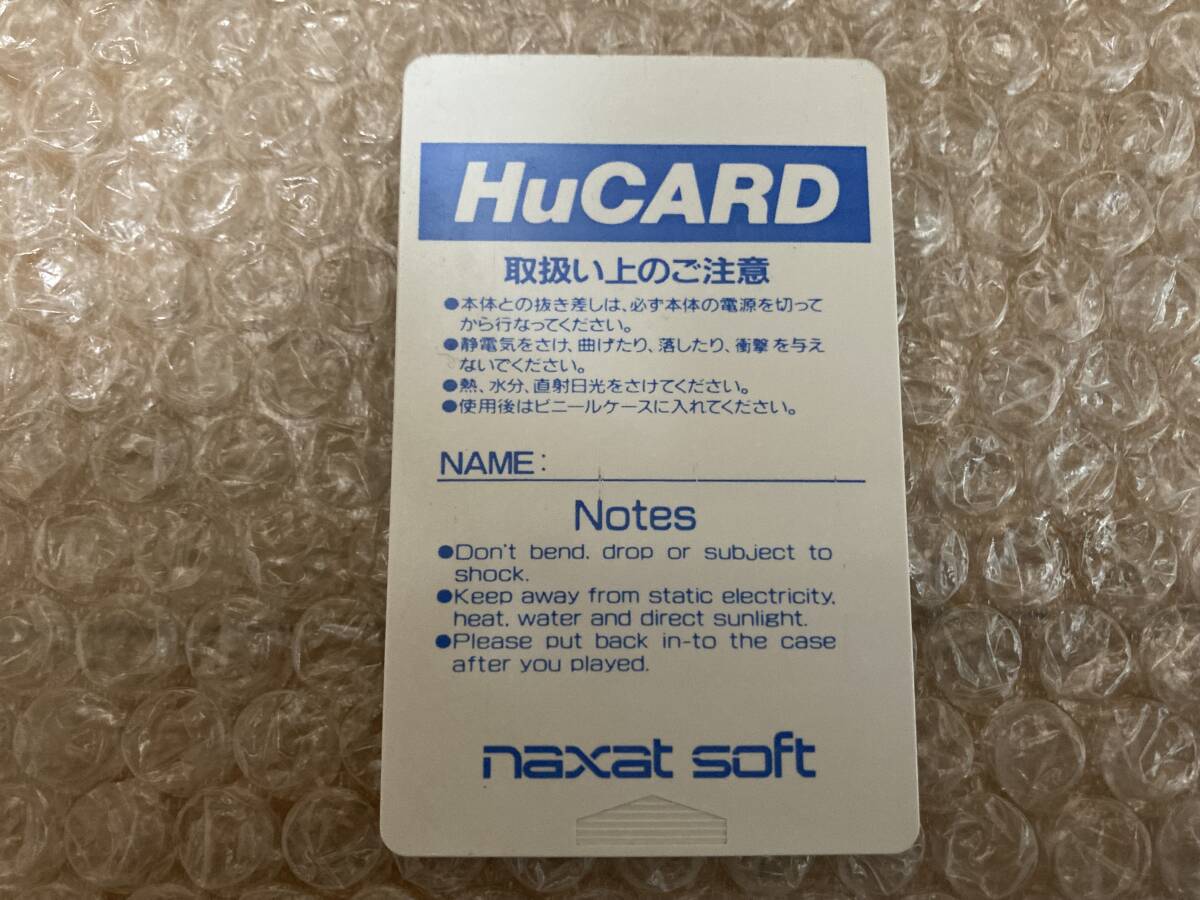 HuCARD
取扱い上のご注意
●本体との抜き差しは、必ず本体の電源を切って
から行なってください。
●静電気をさけ、曲げたり、落したり、衝撃を与え
ないでください。
●熱、水分、直射日光をさけてください。
●使用後はビニールケースに入れてください。
NAME:
Notes
●Don't bend, drop or subject to
shock.
●Keep away from static electricity,
heat, water and direct sunlight.
●Please put back in-to the case
after you played.
naxat soft